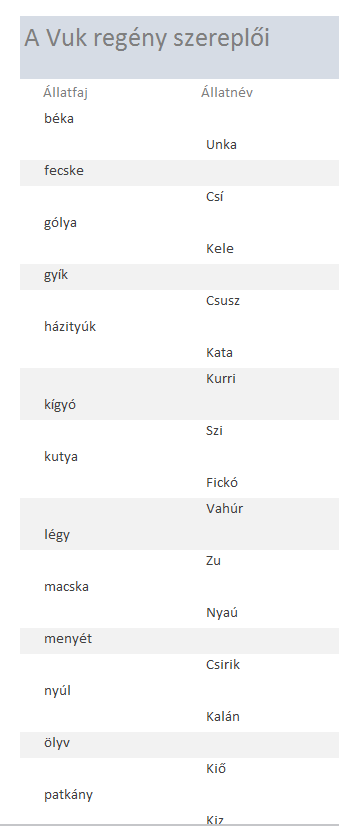 A Vuk regény szereplői
Állatfaj Állatnév
béka
Unka
fecske
Csí
gólya
Kele
gyík
Csusz
házityúk
Kata
Kurri
kígyó
Szi
kutya
Fickó
Vahúr
légy
Zu
macska
Nyaú
menyét
Csirik
nyúl
Kalán
ölyv
Kiő
patkány
Kiz